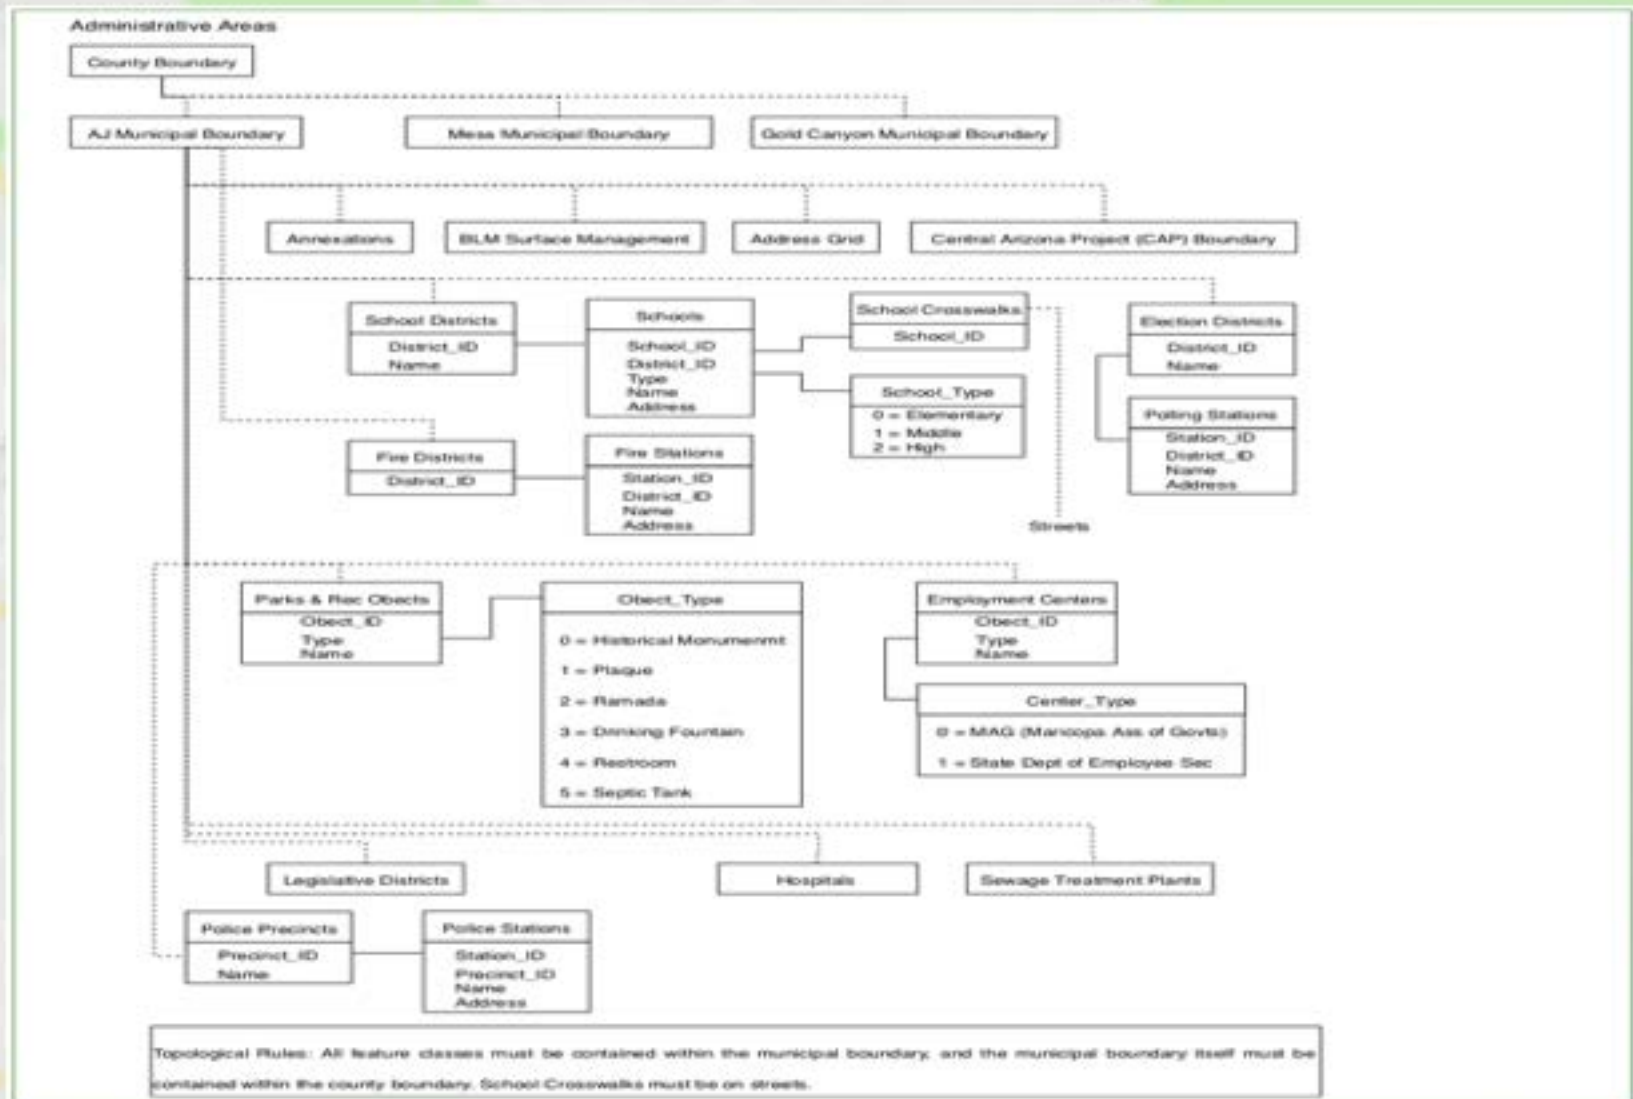 Administrative Areas
County Boundary
AJ Municipal Boundary
Mesa Municipal Boundary
Gold Canyon Municipal Boundary
Annexations
BLM Surface Management
Address Grid
Central Arizona Project (CAP) Boundary
School Districts
District_ID
Name
Schools
School_ID
District_ID
Type
Name
Address
School Crosswalks
School_ID
School_Type
0 = Elementary
1 = Middle
2 = High
Election Districts
District_ID
Name
Polling Stations
Station_ID
District_ID
Name
Address
Fire Districts
District_ID
Fire Stations
Station_ID
District_ID
Name
Address
Streets
Parks & Rec Obects
Obect_ID
Type
Name
Obect_Type
0 = Historical Monumenmt
1 = Plaque
2 = Ramada
3 = Drinking Fountain
4 = Restroom
5 = Septic Tank
Employment Centers
Obect_ID
Type
Name
Center_Type
0 = MAG (Maricopa Ass of Govts)
1 = State Dept of Employee Sec
Legislative Districts
Hospitals
Sewage Treatment Plants
Police Precincts
Precinct_ID
Name
Police Stations
Station_ID
Precinct_ID
Name
Address
Topological Rules: All feature classes must be contained within the municipal boundary, and the municipal boundary itself must be
contained within the county boundary. School Crosswalks must be on streets.